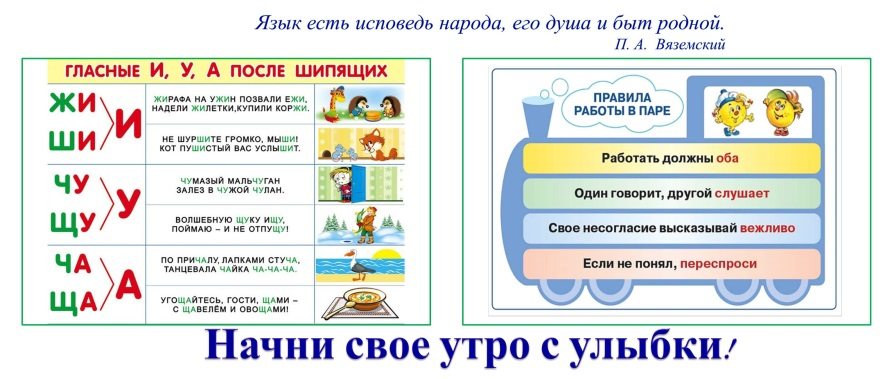 Язык есть исповедь народа, его душа и быт родной.
П. А. Вяземский
ГЛАСНЫЕ И, У, А ПОСЛЕ ШИПЯЩИХ
ЖИ
ШИ
И
ЖИРАФА НА УЖИН ПОЗВАЛИ ЕЖИ,
НАДЕЛИ ЖИЛЕТКИ,КУПИЛИ КОРЖИ.
НЕ ШУРШИТЕ ГРОМКО, МЫШИ!
КОТ ПУШИСТЫЙ ВАС УСЛЫШИТ.
ЧУ
ЩУ
У
ЧУМАЗЫЙ МАЛЬЧУГАН
ЗАЛЕЗ В ЧУЖОЙ ЧУЛАН.
ВОЛШЕБНУЮ ЩУКУ ИЩУ,
ПОЙМАЮ – И НЕ ОТПУЩУ!
ЧА
ЩА
А
ПО ПРИЧАЛУ, ЛАПКАМИ СТУЧА,
ТАНЦЕВАЛА ЧАЙКА ЧА-ЧА-ЧА.
УГОЩАЙТЕСЬ, ГОСТИ, ЩАМИ –
С ЩАВЕЛЁМ И ОВОЩАМИ!
ПРАВИЛА
РАБОТЫ В ПАРЕ
Работать должны оба
Один говорит, другой слушает
Свое несогласие высказывай вежливо
Если не понял, переспроси
Начни свое утро с улыбки!